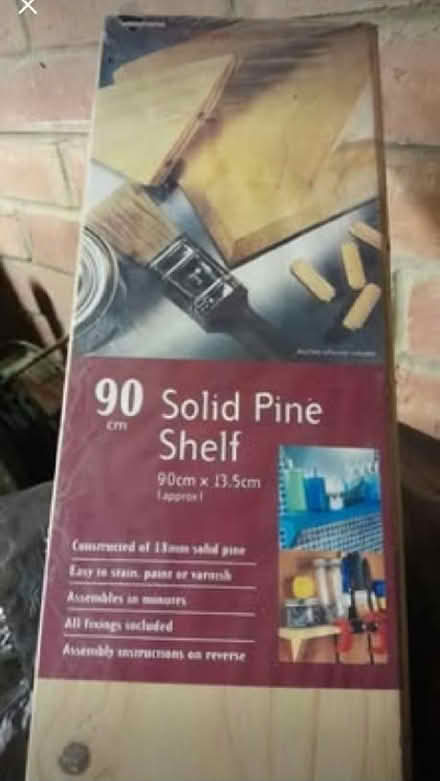 90
cm
Solid Pine
Shelf
90cm x 13.5cm
(approx)
Constructed of 18mm solid pine
Easy to stain, paint or varnish
Assembles in minutes
All fixings included
Assembly instructions on reverse